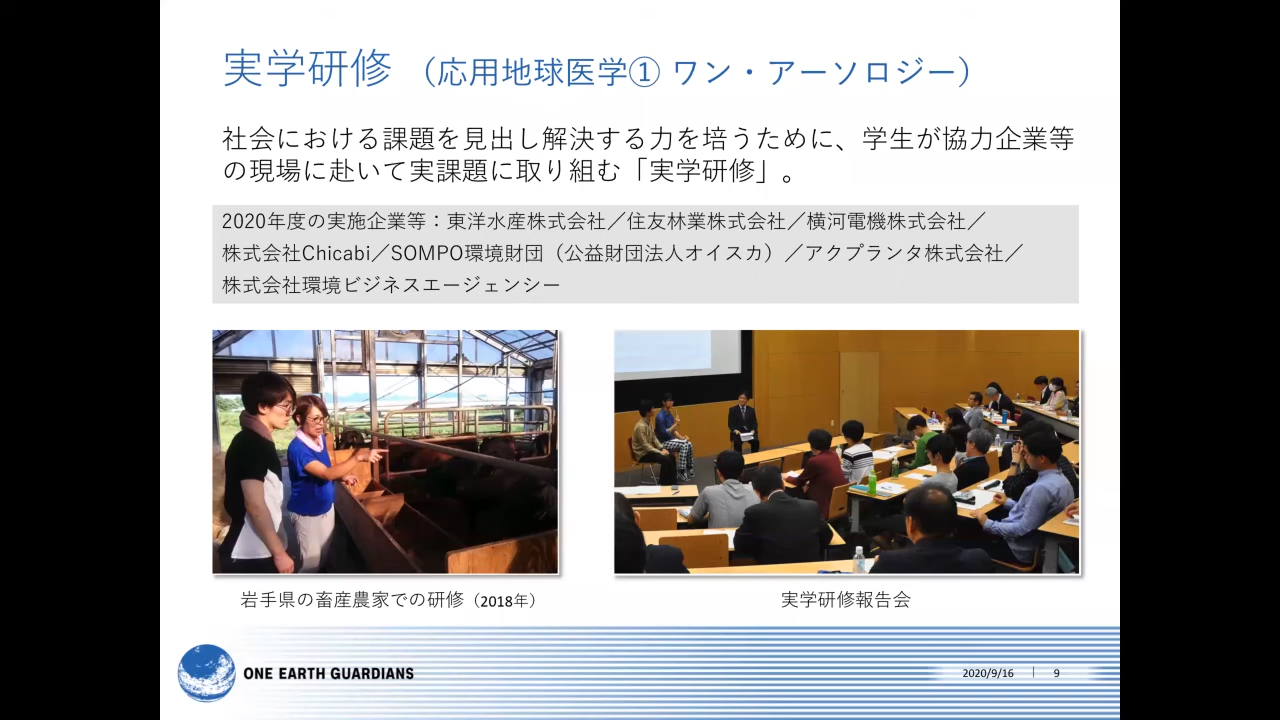 実学研修 （応用地球医学① ワン・アーソロジー）
社会における課題を見出し解決する力を培うために、学生が協力企業等
の現場に赴いて実課題に取り組む「実学研修」。
2020年度の実施企業等：東洋水産株式会社／住友林業株式会社／横河電機株式会社／
株式会社Chicabi／SOMPO環境財団（公益財団法人オイスカ）／アクプランタ株式会社／
株式会社環境ビジネスエージェンシー
岩手県の畜産農家での研修（2018年）
実学研修報告会
ONE EARTH GUARDIANS
2020/9/16 | 9